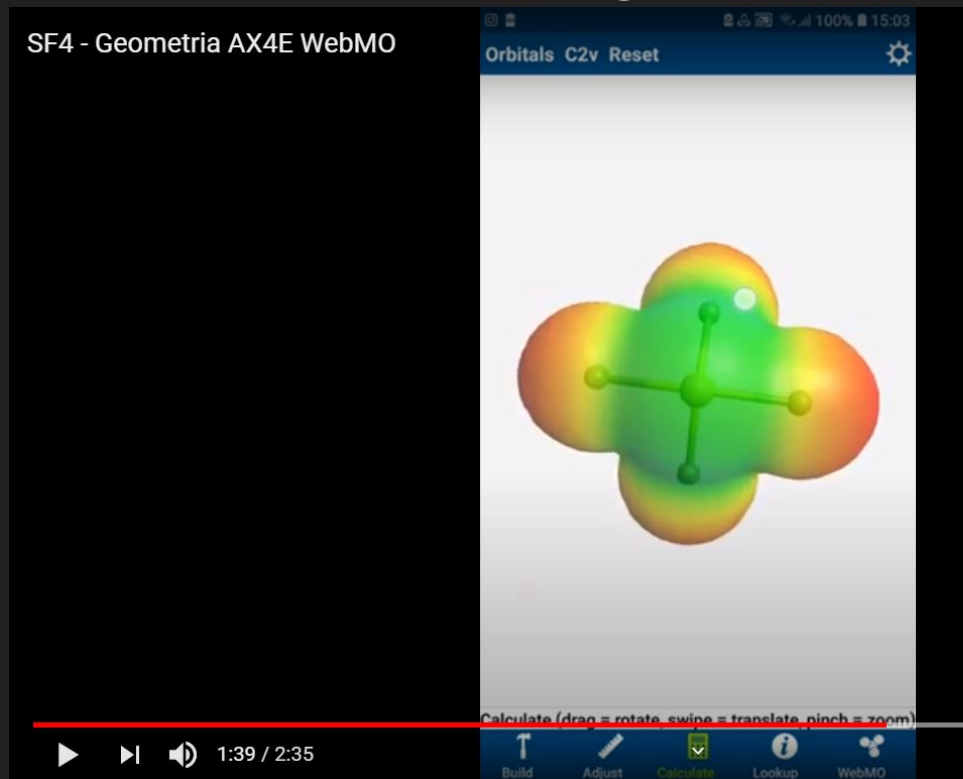 SF4 - Geometria AX4E WebMO
100% 15:03
Orbitals C2v Reset
Calculate (drag = rotate, swipe = translate, pinch = zoom)
1:39 / 2:35
Build Adjust Calculate Lookup WebMO